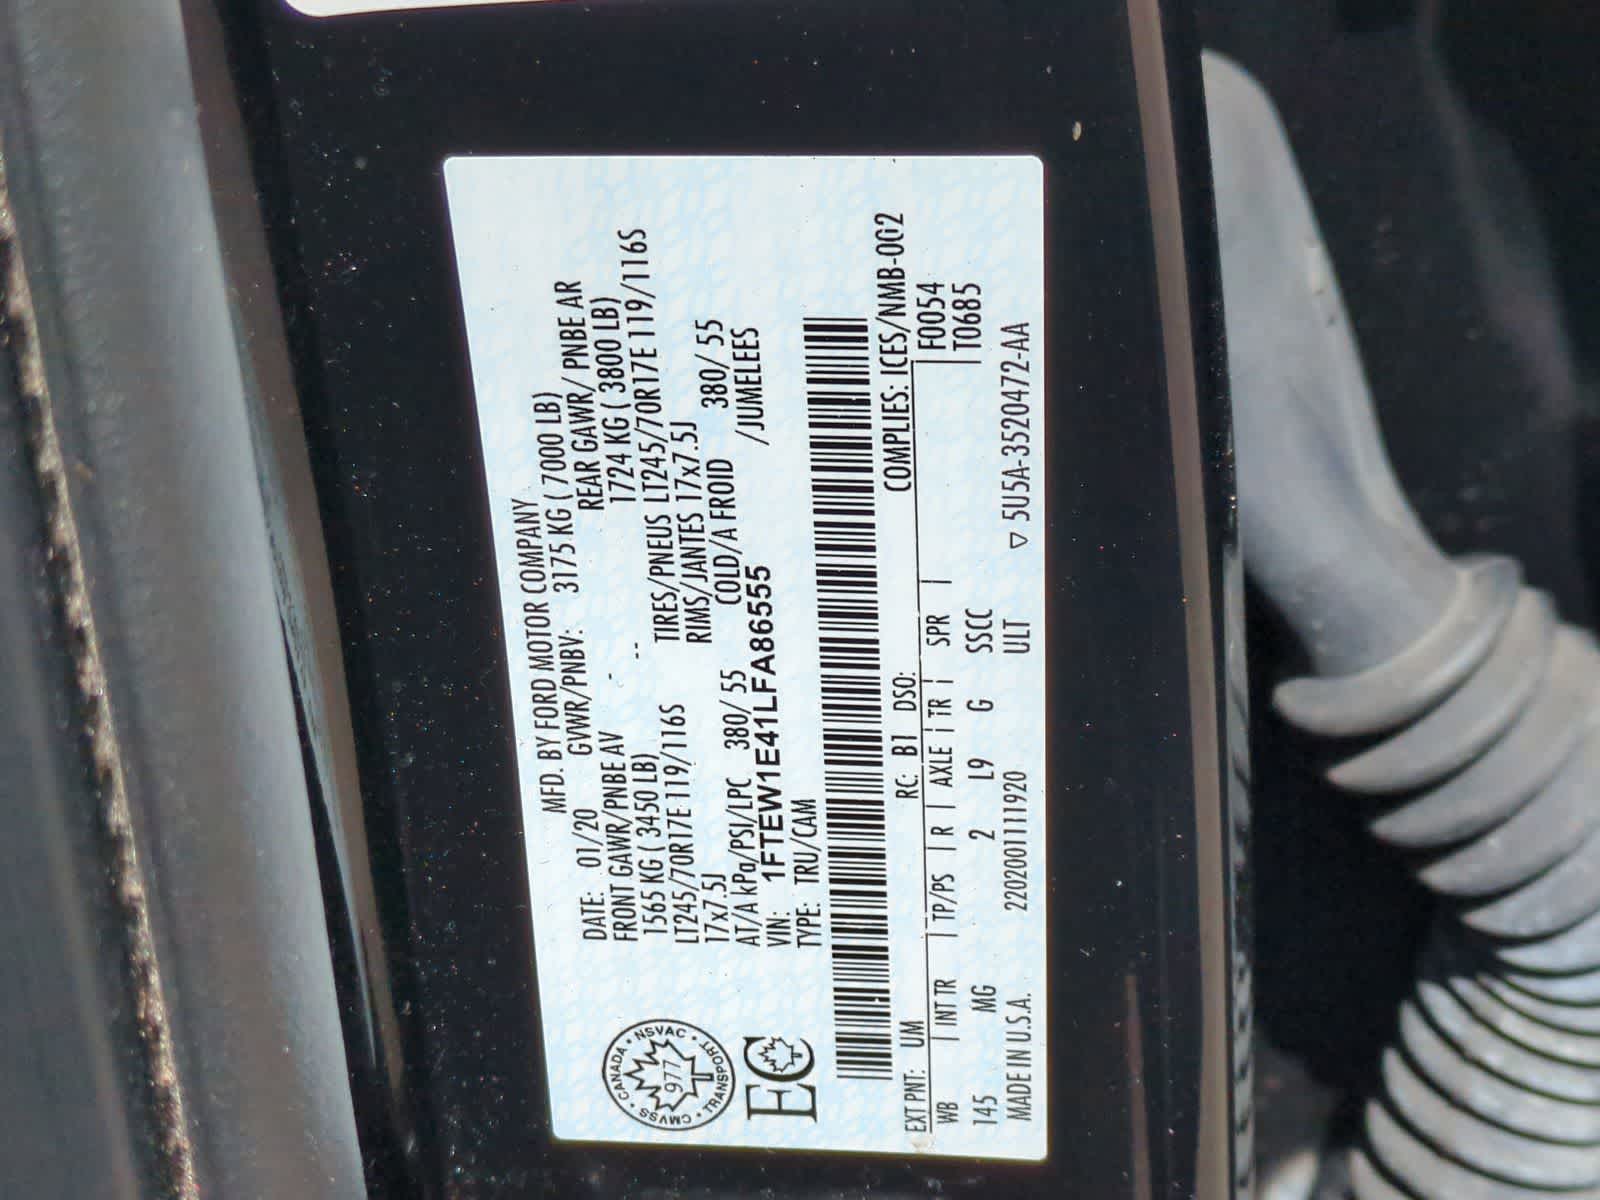 MFD. BY FORD MOTOR COMPANY
DATE: 01/20 GVWR/PNBV: 3175 KG ( 7000 LB)
FRONT GAWR/PNBE AV REAR GAWR/ PNBE AR
1565 KG ( 3450 LB) -- 1724 KG ( 3800 LB)
LT245/70R17E 119/116S TIRES/PNEUS LT245/70R17E 119/116S
17x7.5J RIMS/JANTES 17x7.5J
AT/A kPa/PSI/LPC 380/ 55 COLD/A FROID 380/ 55
VIN: 1FTEW1E41LFA86555 /JUMELEES
TYPE: TRU/CAM
CANADA • NSVAC • TRANSPORT • CMVSS •
977
EC
COMPLIES: ICES/NMB-002
EXT PNT: UM RC: B1 DSO: F0054
WB | INT TR | TP/PS | R | AXLE | TR | SPR | T0685
145 MG 2 L9 G SSCC
MADE IN U.S.A. 220200111920 ULT ▽ 5U5A-3520472-AA